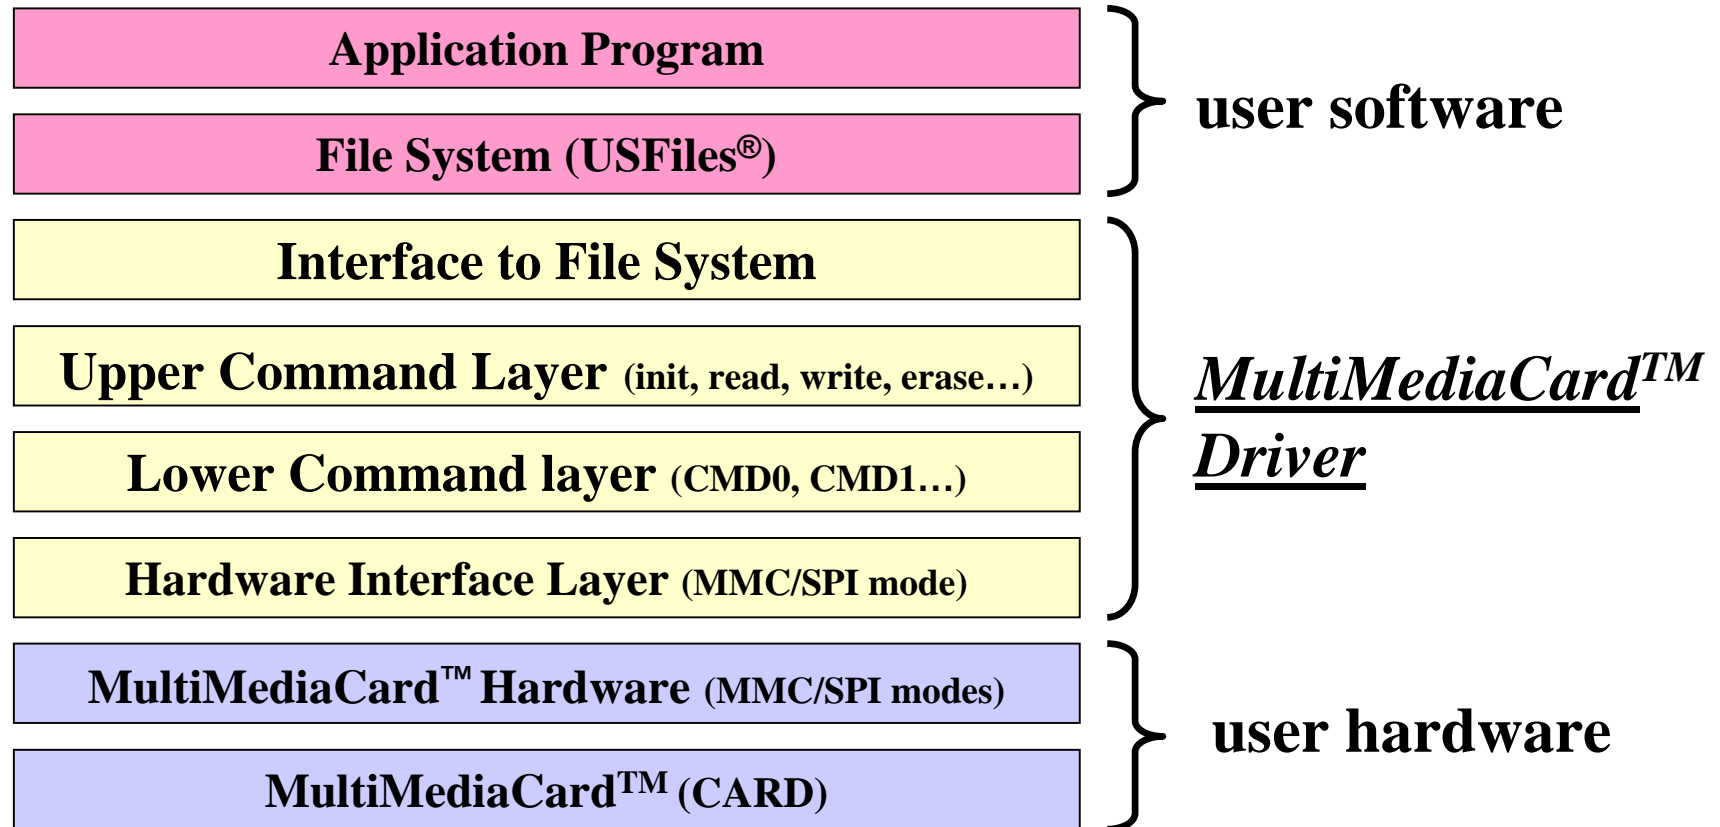 Application Program
File System (USFiles®)
user software
Interface to File System
Upper Command Layer (init, read, write, erase…)
Lower Command layer (CMD0, CMD1…)
Hardware Interface Layer (MMC/SPI mode)
MultiMediaCard™
Driver
MultiMediaCard™ Hardware (MMC/SPI modes)
MultiMediaCard™ (CARD)
user hardware